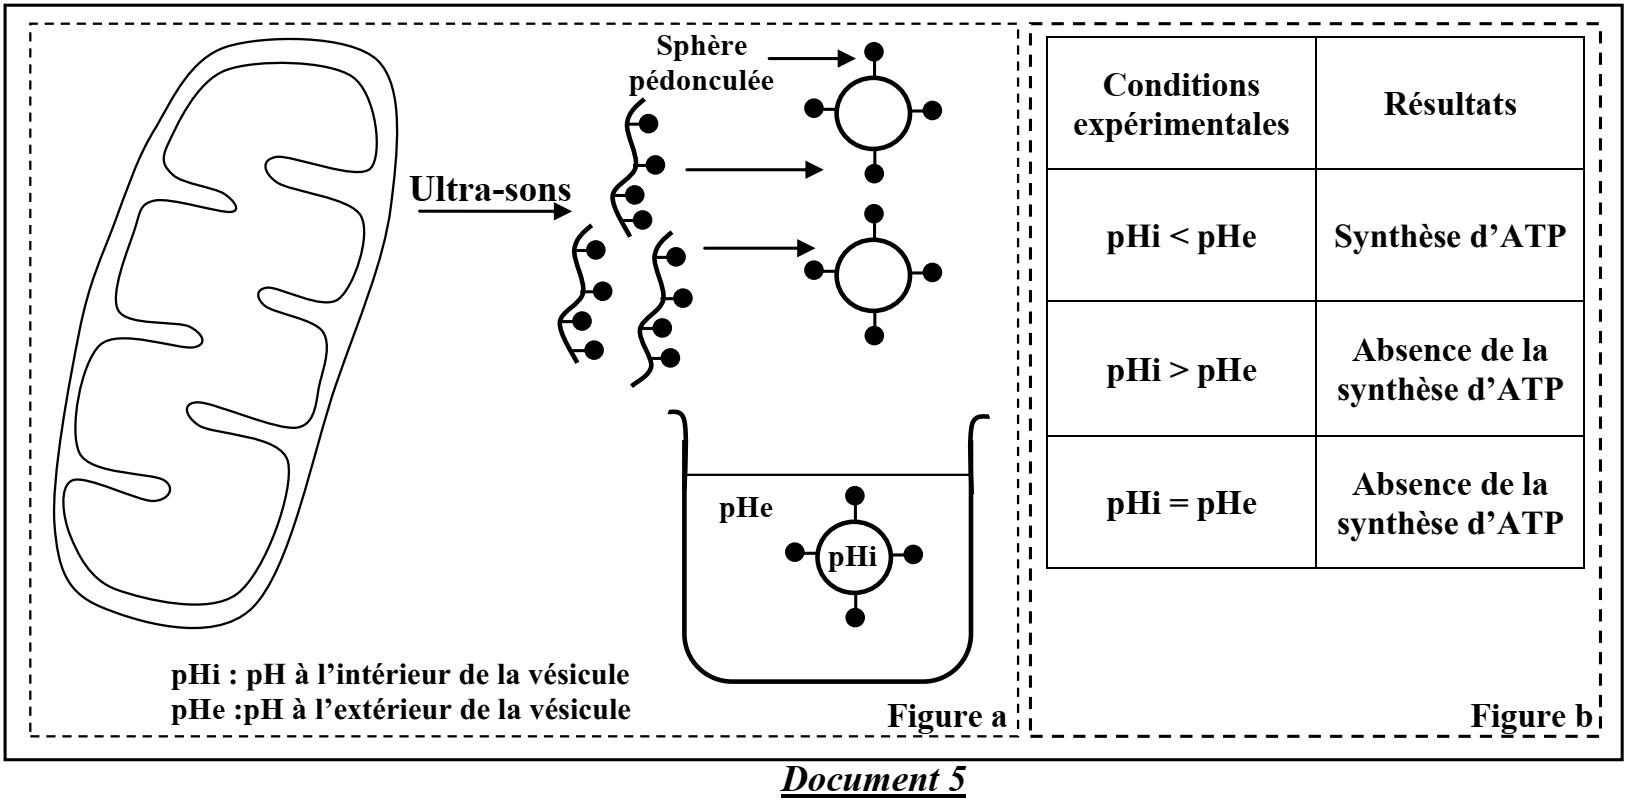 Sphère
pédonculée
Ultra-sons
pHe
pHi
pHi : pH à l'intérieur de la vésicule
pHe :pH à l'extérieur de la vésicule
Figure a
Conditions
expérimentales
Résultats
pHi < pHe
Synthèse d'ATP
pHi > pHe
Absence de la
synthèse d'ATP
pHi = pHe
Absence de la
synthèse d'ATP
Figure b
Document 5